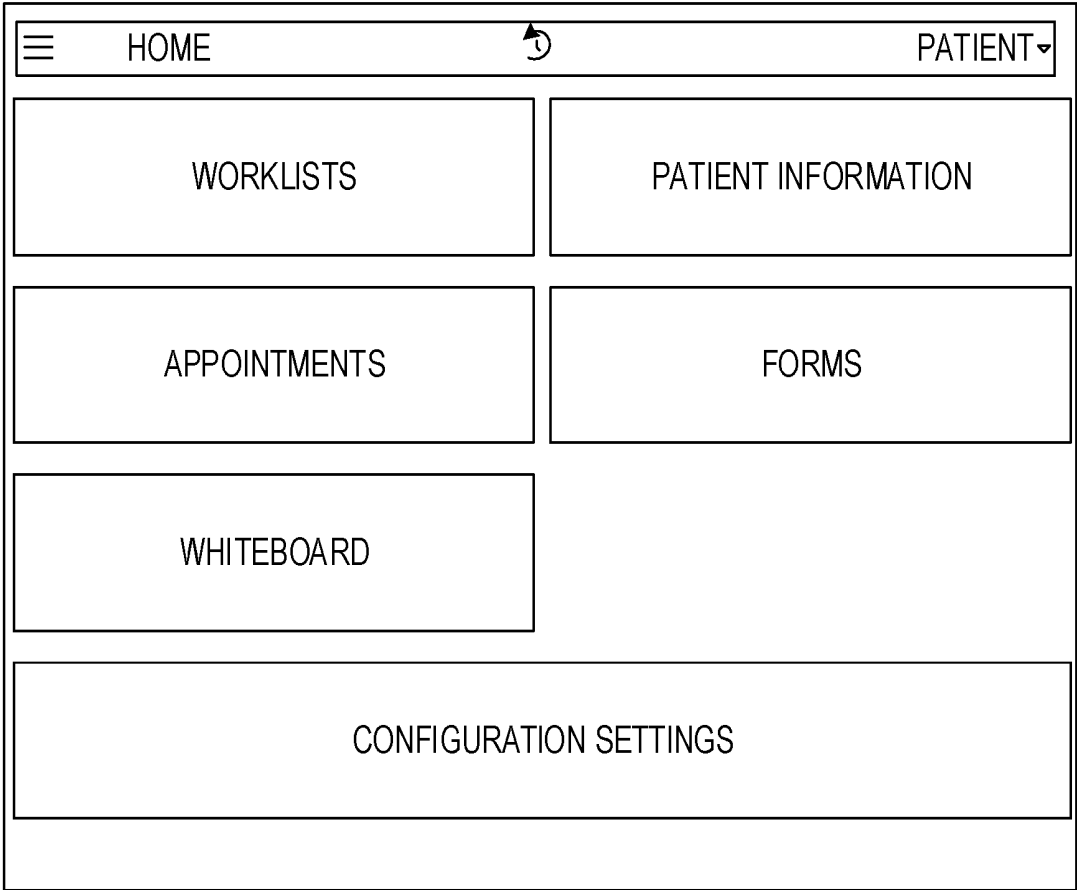 HOME PATIENT
WORKLISTS PATIENT INFORMATION
APPOINTMENTS FORMS
WHITEBOARD
CONFIGURATION SETTINGS